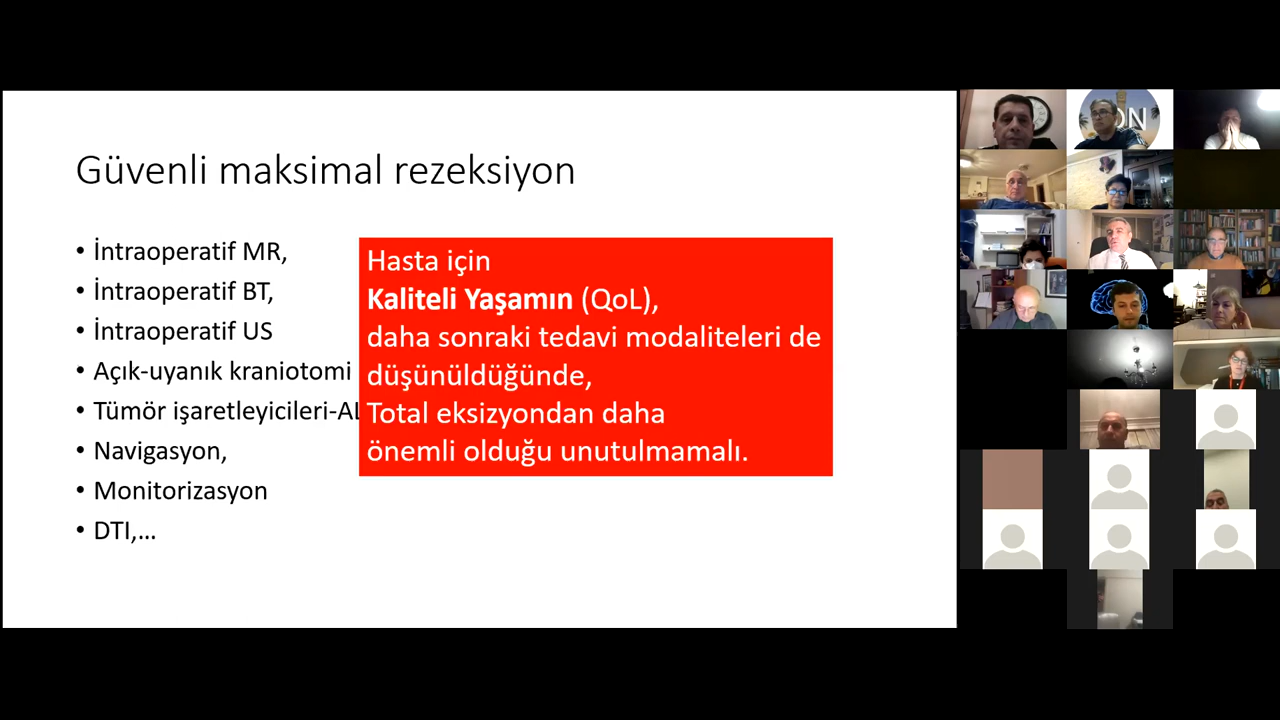 Güvenli maksimal rezeksiyon
• İntraoperatif MR,
• İntraoperatif BT,
• İntraoperatif US
• Açık-uyanık kraniotomi
• Tümör işaretleyicileri-AL
• Navigasyon,
• Monitorizasyon
• DTI,...
Hasta için
Kaliteli Yaşamın (QoL),
daha sonraki tedavi modaliteleri de
düşünüldüğünde,
Total eksizyondan daha
önemli olduğu unutulmamalı.